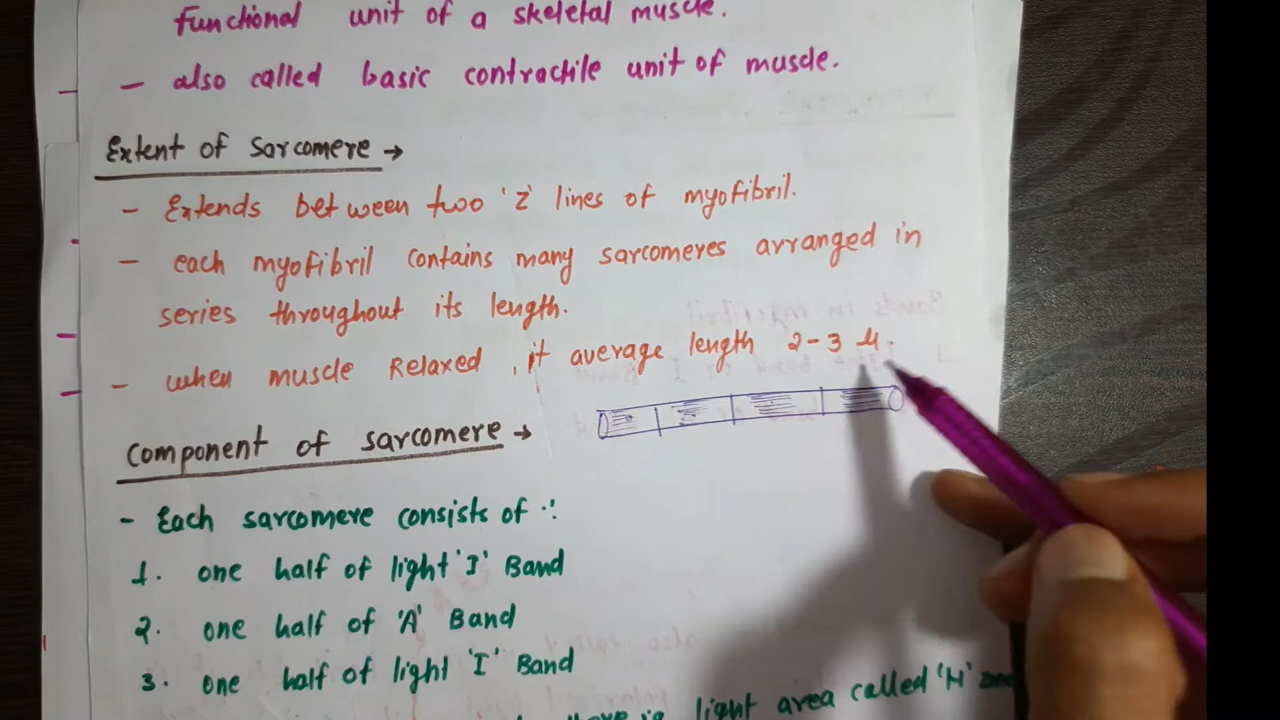 Functional unit of a skeletal muscle.
- also called basic contractile unit of muscle.
Extent of Sarcomere →
- Extends between two 'Z' lines of myofibril.
- each myofibril contains many sarcomeres arranged in
series throughout its length.
- when muscle Relaxed, it average length 2-3 μ.
Component of sarcomere →
- Each sarcomere consists of :
1. one half of light 'I' Band
2. one half of 'A' Band
3. one half of light 'I' Band
light area called 'H' zone